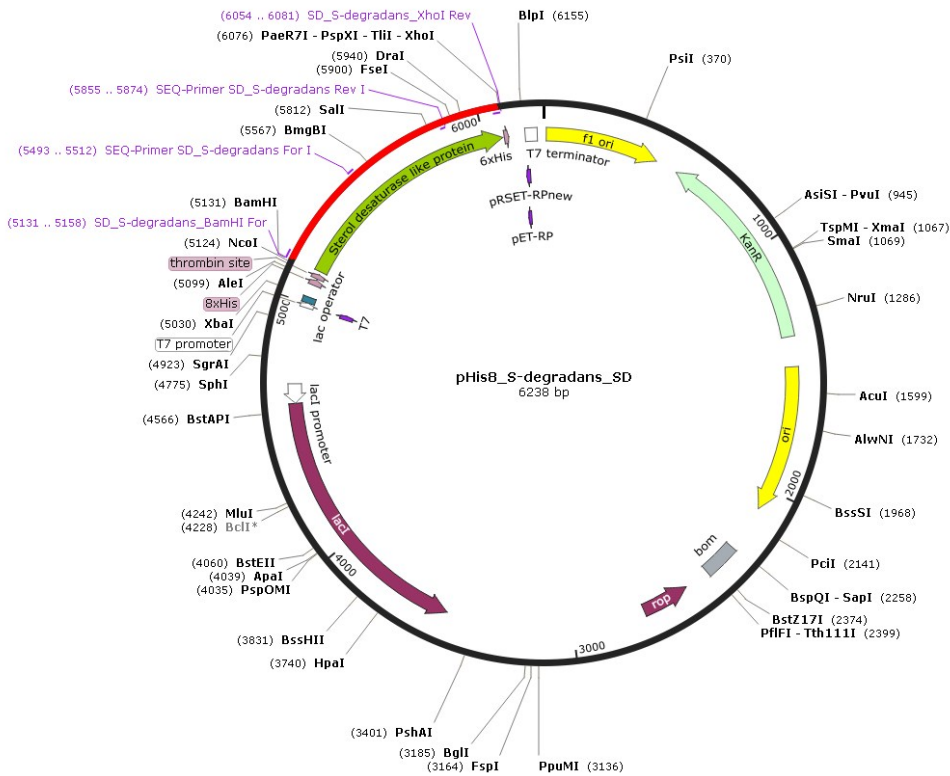 (6054 .. 6081) SD_S-degradans_XhoI Rev
(6076) PaeR7I - PspXI - TliI - XhoI
(5940) DraI
(5900) FseI
(5855 .. 5874) SEQ-Primer SD_S-degradans Rev I
(5812) SalI
(5567) BmgBI
(5493 .. 5512) SEQ-Primer SD_S-degradans For I
(5131) BamHI
(5131 .. 5158) SD_S-degradans_BamHI For
(5124) NcoI
thrombin site
(5099) AleI
8xHis
(5030) XbaI
T7 promoter
(4923) SgrAI
(4775) SphI
(4566) BstAPI
(4242) MluI
(4228) BclI*
(4060) BstEII
(4039) ApaI
(4035) PspOMI
(3831) BssHII
(3740) HpaI
(3401) PshAI
(3185) BglI
(3164) FspI
PpuMI (3136)
BlpI (6155)
PsiI (370)
AsiSI - PvuI (945)
TspMI - XmaI (1067)
SmaI (1069)
NruI (1286)
AcuI (1599)
AlwNI (1732)
BssSI (1968)
PciI (2141)
BspQI - SapI (2258)
BstZ17I (2374)
PflFI - Tth111I (2399)
6000
Sterol desaturase like protein
6xHis
T7 terminator
f1 ori
pRSET-RPnew
pET-RP
KanR
1000
ori
2000
bom
rop
3000
lacI
4000
lacI promoter
5000
lac operator
T7
pHis8_S-degradans_SD
6238 bp